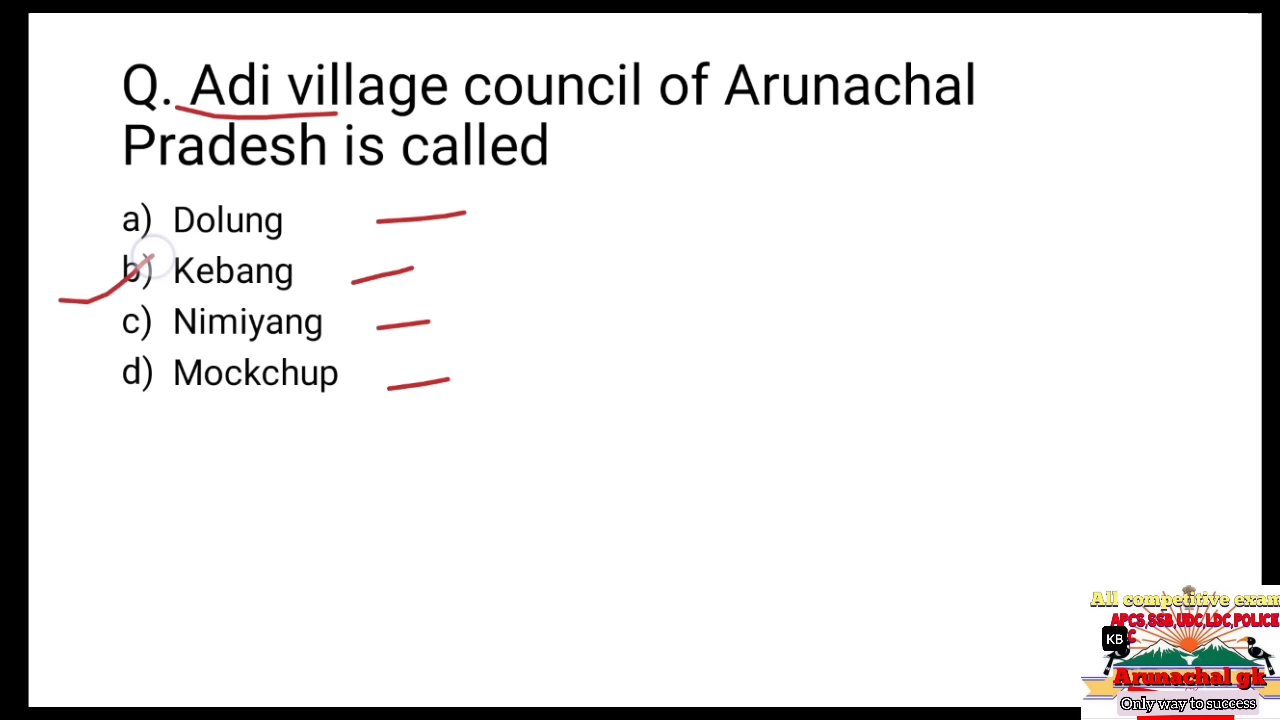 Q. Adi village council of Arunachal
Pradesh is called
a) Dolung
b) Kebang
c) Nimiyang
d) Mockchup
All competitive exam
APCS,SSB,UDC,LDC,POLICE
KB
Arunachal gk
Only way to success